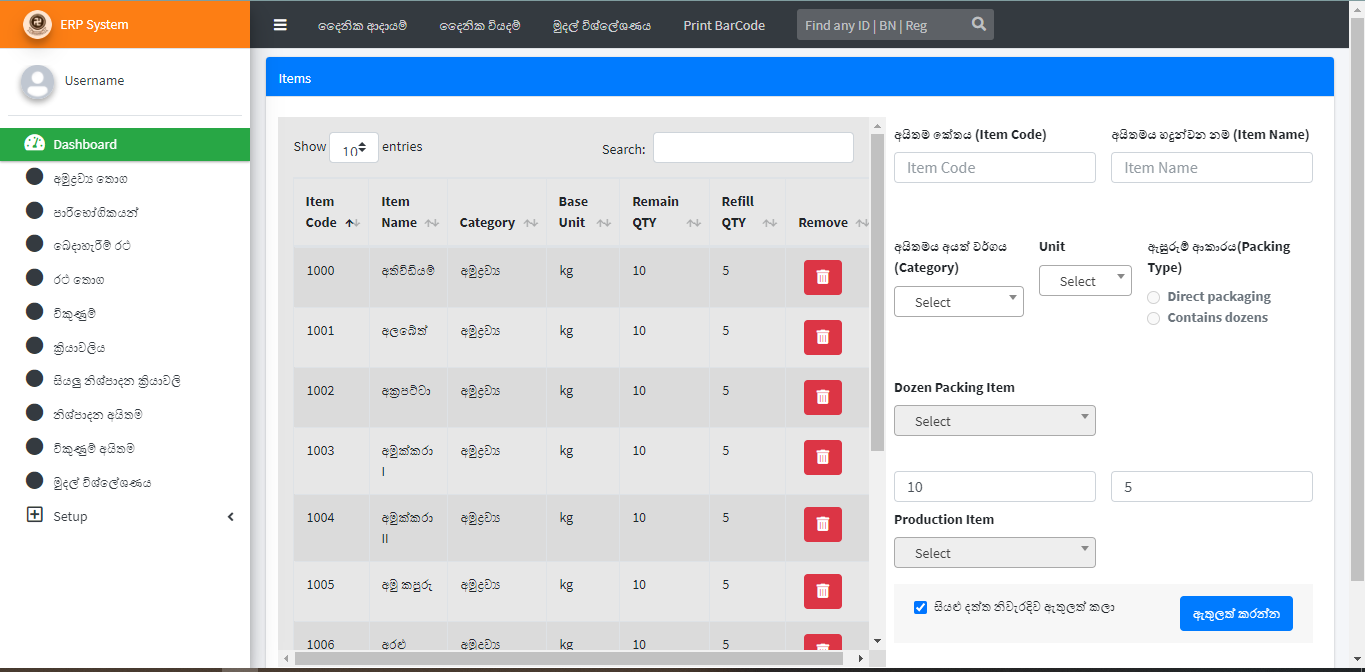 ERP System
දෛනික ආදායම් දෛනික වියදම් මුදල් විශ්ලේශණය Print BarCode Find any ID | BN | Reg
Username
Dashboard
අමුද්‍රව්‍ය තොග
පාරිභෝගිකයන්
බෙදාහැරීම් රථ
රථ තොග
විකුණුම්
ක්‍රියාවලිය
සියලු නිශ්පාදන ක්‍රියාවලි
නිශ්පාදන අයිතම
විකුණුම් අයිතම
මුදල් විශ්ලේශණය
Setup
Items
Show 10 entries
Search:
Item Code Item Name Category Base Unit Remain QTY Refill QTY Remove
1000 අතිවිඩියම් අමුද්‍රව්‍ය kg 10 5
1001 අලබේත් අමුද්‍රව්‍ය kg 10 5
1002 අක්‍රපට්ටා අමුද්‍රව්‍ය kg 10 5
1003 අමුක්කරා I අමුද්‍රව්‍ය kg 10 5
1004 අමුක්කරා II අමුද්‍රව්‍ය kg 10 5
1005 අමු කපුරු අමුද්‍රව්‍ය kg 10 5
1006 අරළු අමුද්‍රව්‍ය kg 10 5
අයිතම කේතය (Item Code)
Item Code
අයිතමය හඳුන්වන නම (Item Name)
Item Name
අයිතමය අයත් වර්ගය
(Category)
Select
Unit
Select
ඇසුරුම් ආකාරය(Packing
Type)
Direct packaging
Contains dozens
Dozen Packing Item
Select
10 5
Production Item
Select
සියළු දත්ත නිවැරදිව ඇතුලත් කලා
ඇතුලත් කරන්න